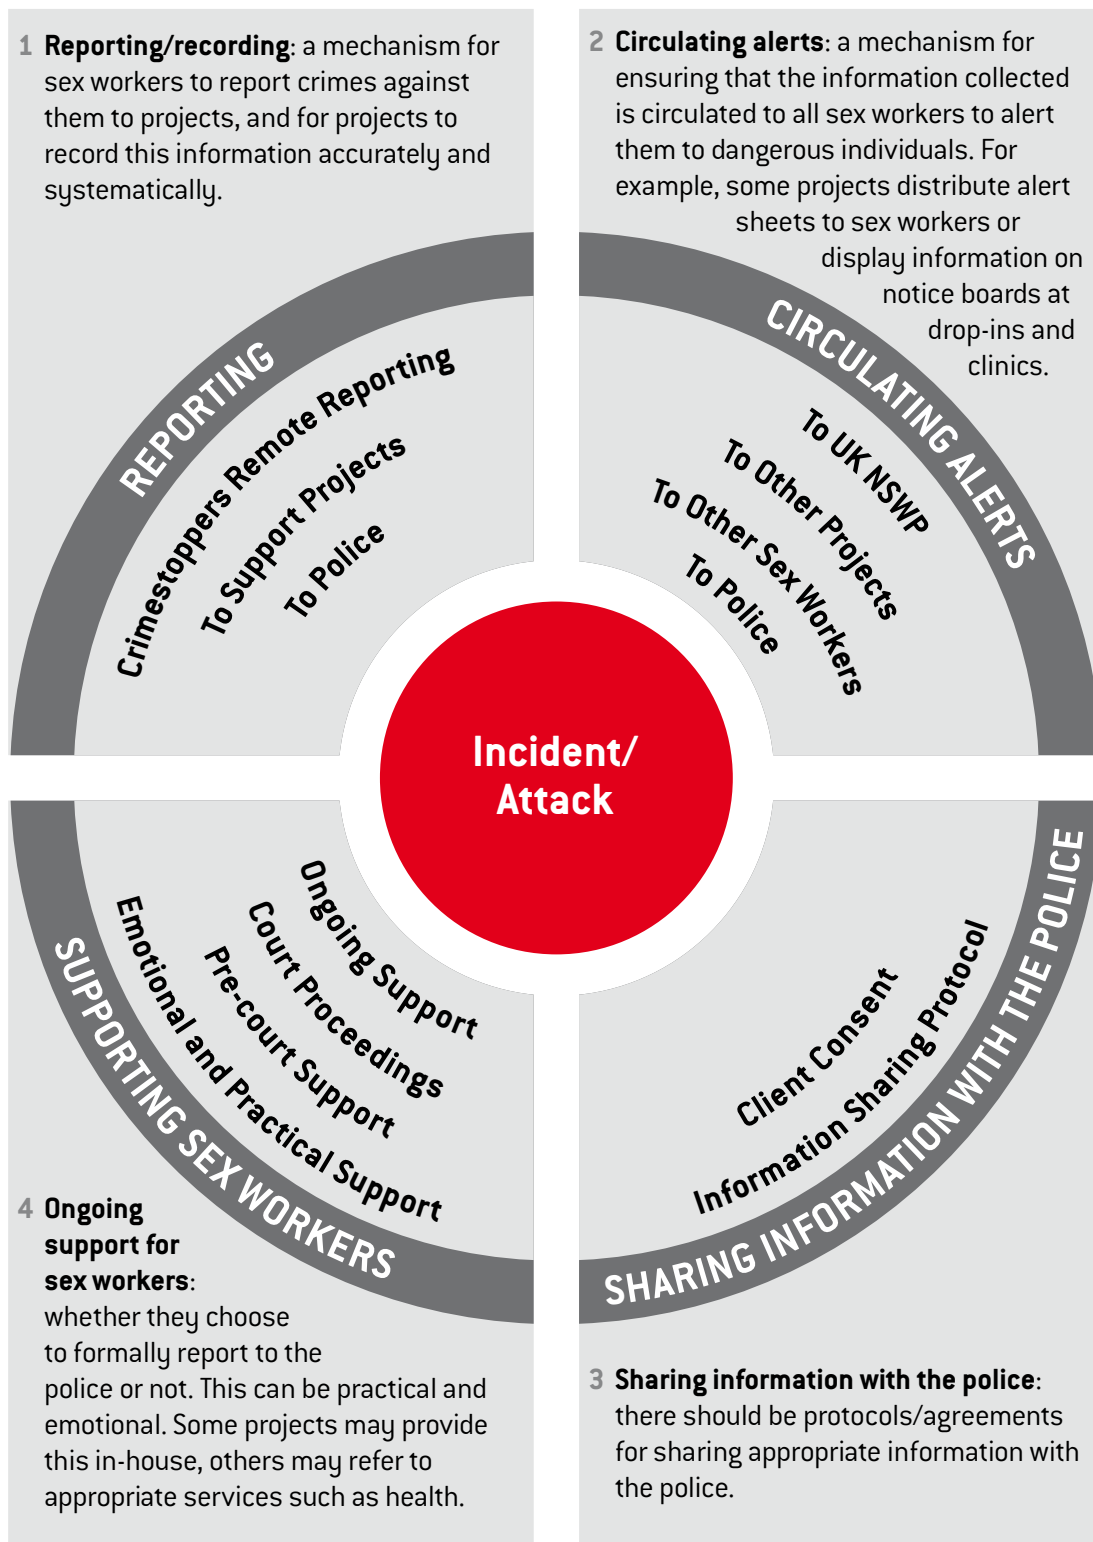 1 Reporting/recording: a mechanism for
sex workers to report crimes against
them to projects, and for projects to
record this information accurately and
systematically.
REPORTING
Crimestoppers Remote Reporting
To Support Projects
To Police
2 Circulating alerts: a mechanism for
ensuring that the information collected
is circulated to all sex workers to alert
them to dangerous individuals. For
example, some projects distribute alert
sheets to sex workers or
display information on
notice boards at
drop-ins and
clinics.
CIRCULATING ALERTS
To UK NSWP
To Other Projects
To Other Sex Workers
To Police
Incident/
Attack
Client Consent
Information Sharing Protocol
SHARING INFORMATION WITH THE POLICE
3 Sharing information with the police:
there should be protocols/agreements
for sharing appropriate information with
the police.
Ongoing Support
Court Proceedings
Pre-court Support
Emotional and Practical Support
SUPPORTING SEX WORKERS
4 Ongoing
support for
sex workers:
whether they choose
to formally report to the
police or not. This can be practical and
emotional. Some projects may provide
this in-house, others may refer to
appropriate services such as health.